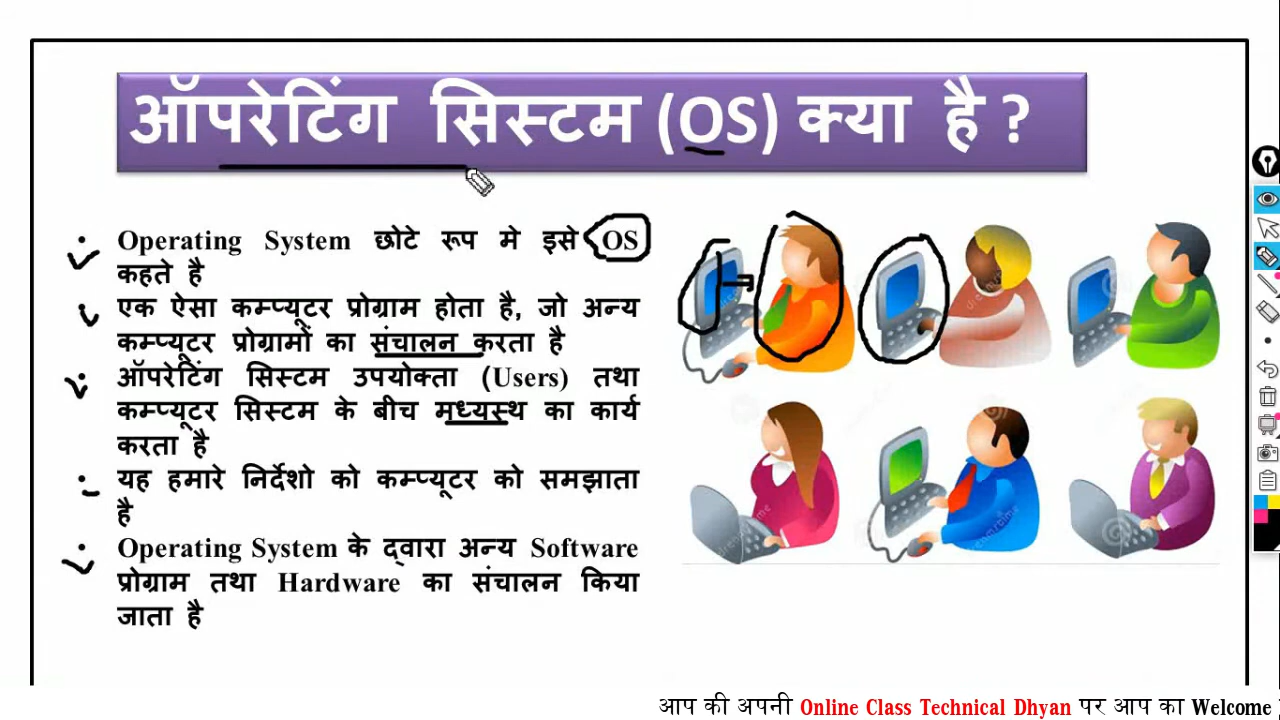 ऑपरेटिंग सिस्टम (OS) क्या है ?
• Operating System छोटे रूप मे इसे OS
कहते है
• एक ऐसा कम्प्यूटर प्रोग्राम होता है, जो अन्य
कम्प्यूटर प्रोग्रामों का संचालन करता है
• ऑपरेटिंग सिस्टम उपयोक्ता (Users) तथा
कम्प्यूटर सिस्टम के बीच मध्यस्थ का कार्य
करता है
• यह हमारे निर्देशो को कम्प्यूटर को समझाता
है
• Operating System के द्वारा अन्य Software
प्रोग्राम तथा Hardware का संचालन किया
जाता है
आप की अपनी Online Class Technical Dhyan पर आप का Welcome